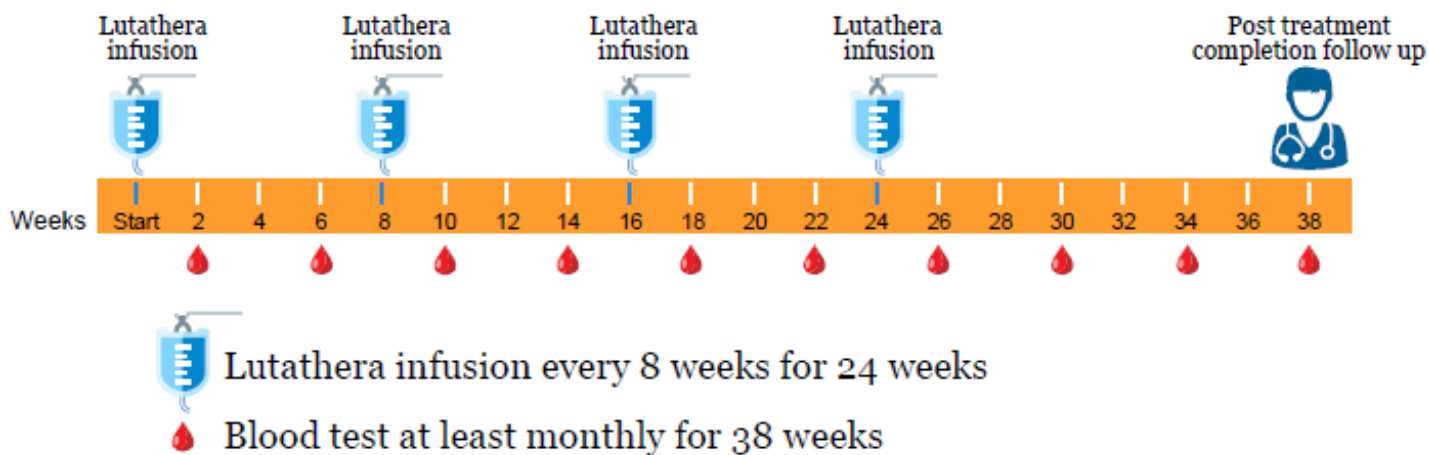 Lutathera
infusion
Lutathera
infusion
Lutathera
infusion
Lutathera
infusion
Post treatment
completion follow up
Weeks Start 2 4 6 8 10 12 14 16 18 20 22 24 26 28 30 32 34 36 38
Lutathera infusion every 8 weeks for 24 weeks
Blood test at least monthly for 38 weeks